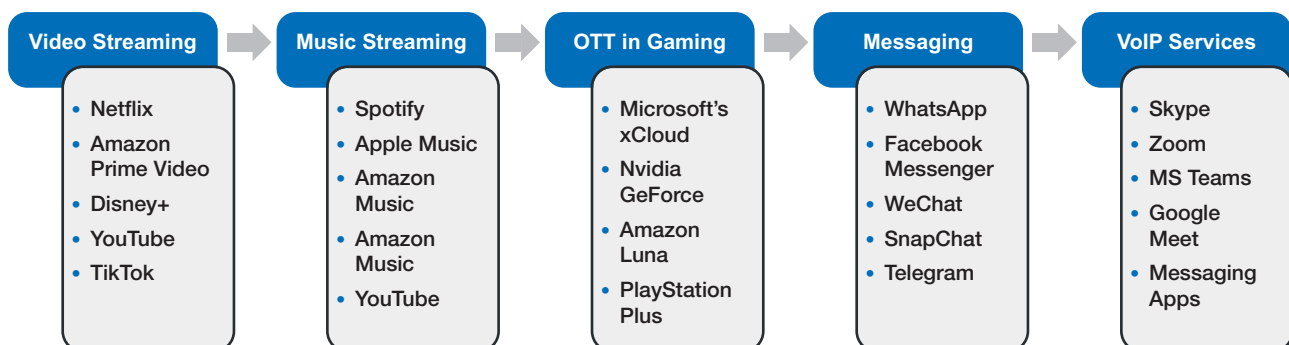 Video Streaming
• Netflix
• Amazon
Prime Video
• Disney+
• YouTube
• TikTok
Music Streaming
• Spotify
• Apple Music
• Amazon
Music
• Amazon
Music
• YouTube
OTT in Gaming
• Microsoft’s
xCloud
• Nvidia
GeForce
• Amazon
Luna
• PlayStation
Plus
Messaging
• WhatsApp
• Facebook
Messenger
• WeChat
• SnapChat
• Telegram
VoIP Services
• Skype
• Zoom
• MS Teams
• Google
Meet
• Messaging
Apps